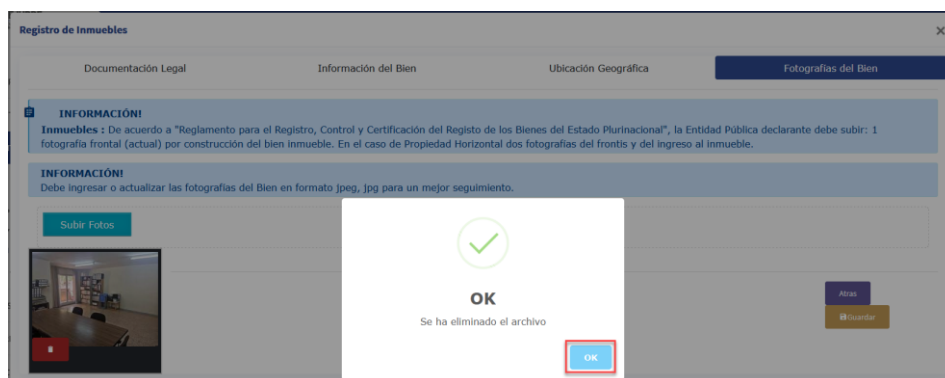 Registro de Inmuebles
Documentación Legal
Información del Bien
Ubicación Geográfica
Fotografías del Bien
INFORMACIÓN!
Inmuebles : De acuerdo a "Reglamento para el Registro, Control y Certificación del Registo de los Bienes del Estado Plurinacional", la Entidad Pública declarante debe subir: 1
fotografía frontal (actual) por construcción del bien inmueble. En el caso de Propiedad Horizontal dos fotografías del frontis y del ingreso al inmueble.
INFORMACIÓN!
Debe ingresar o actualizar las fotografías del Bien en formato jpeg, jpg para un mejor seguimiento.
Subir Fotos
OK
Se ha eliminado el archivo
OK
Atras
Guardar